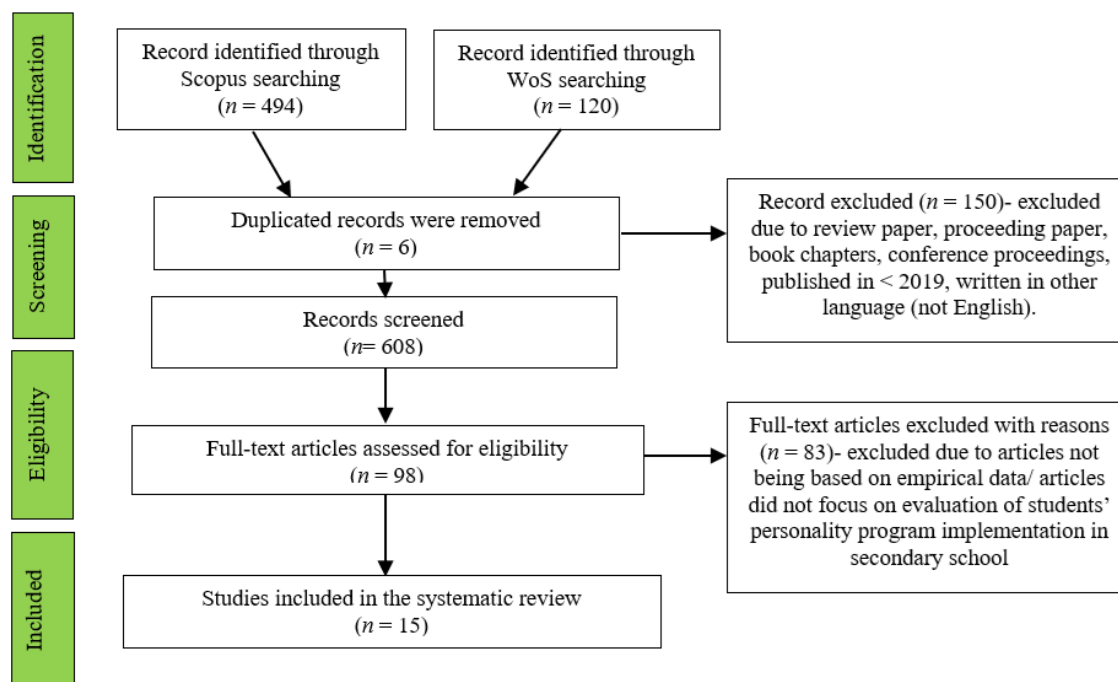 Identification
Record identified through
Scopus searching
(n = 494)
Record identified through
WoS searching
(n = 120)
Screening
Duplicated records were removed
(n = 6)
Record excluded (n = 150)- excluded
due to review paper, proceeding paper,
book chapters, conference proceedings,
published in < 2019, written in other
language (not English).
Records screened
(n= 608)
Eligibility
Full-text articles assessed for eligibility
(n = 98)
Full-text articles excluded with reasons
(n = 83)- excluded due to articles not
being based on empirical data/ articles
did not focus on evaluation of students’
personality program implementation in
secondary school
Included
Studies included in the systematic review
(n = 15)